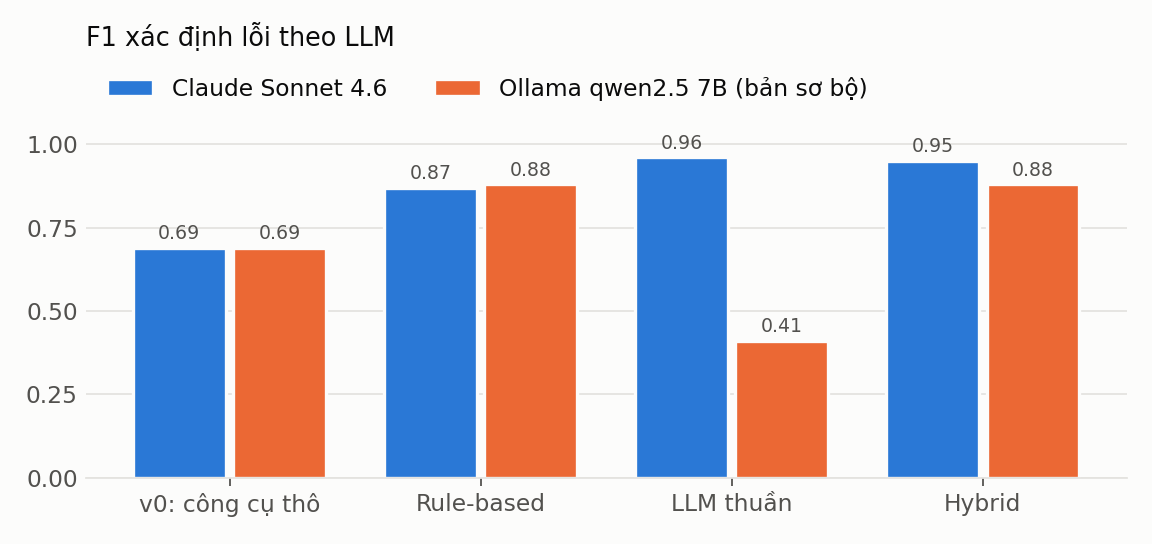 F1 xác định lỗi theo LLM
Claude Sonnet 4.6 Ollama qwen2.5 7B (bản sơ bộ)
1.00
0.75
0.50
0.25
0.00
0.69 0.69 0.87 0.88 0.96 0.41 0.95 0.88
v0: công cụ thô Rule-based LLM thuần Hybrid